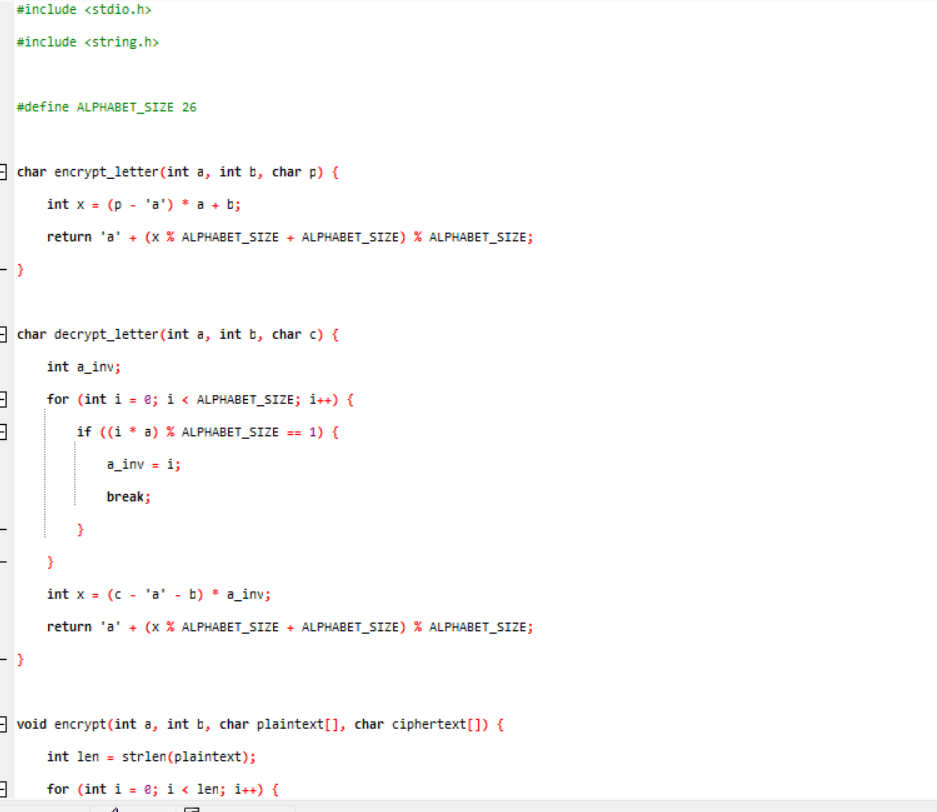 #include <stdio.h>
#include <string.h>
#define ALPHABET_SIZE 26
char encrypt_letter(int a, int b, char p) {
int x = (p - 'a') * a + b;
return 'a' + (x % ALPHABET_SIZE + ALPHABET_SIZE) % ALPHABET_SIZE;
}
char decrypt_letter(int a, int b, char c) {
int a_inv;
for (int i = 0; i < ALPHABET_SIZE; i++) {
if ((i * a) % ALPHABET_SIZE == 1) {
a_inv = i;
break;
}
}
int x = (c - 'a' - b) * a_inv;
return 'a' + (x % ALPHABET_SIZE + ALPHABET_SIZE) % ALPHABET_SIZE;
}
void encrypt(int a, int b, char plaintext[], char ciphertext[]) {
int len = strlen(plaintext);
for (int i = 0; i < len; i++) {